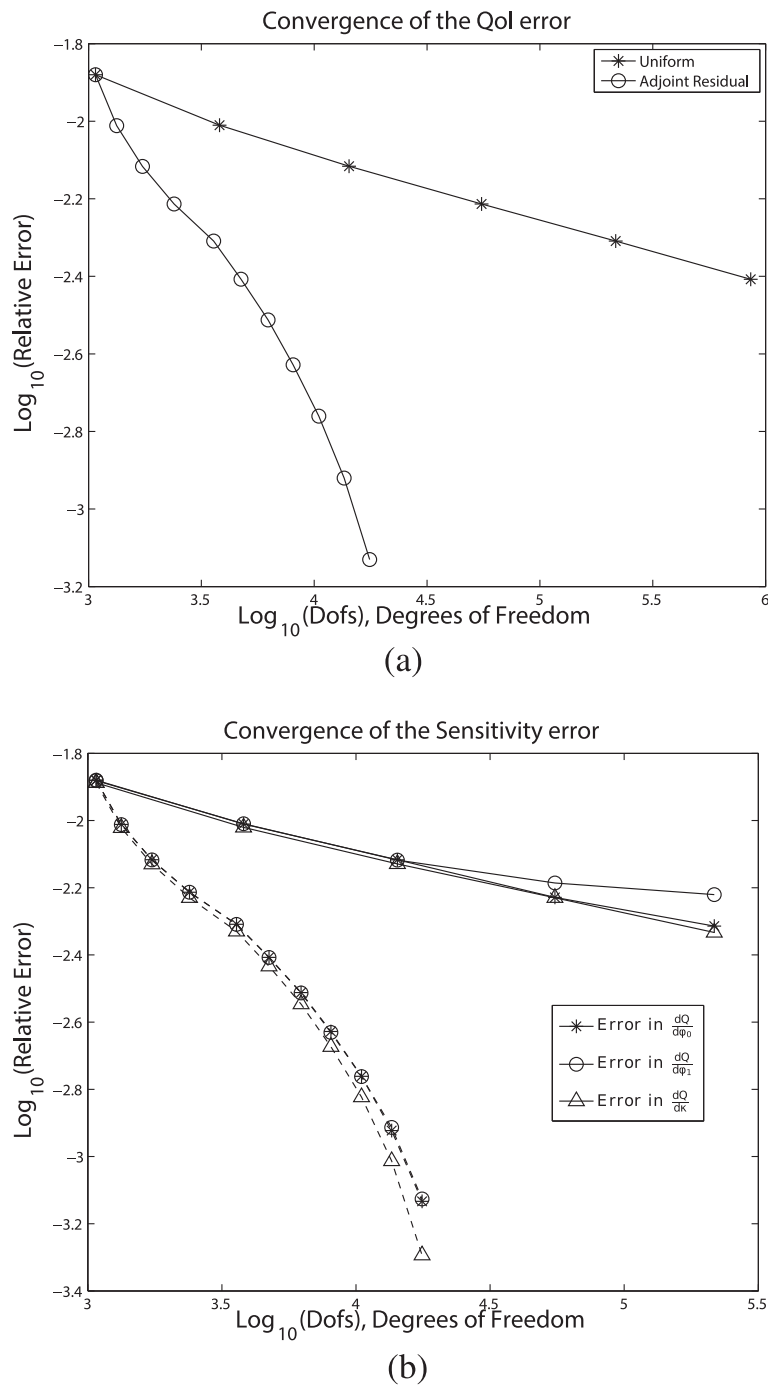 Convergence of the QoI error
−1.8
−2
−2.2
−2.4
−2.6
−2.8
−3
−3.2
Log10(Relative Error)
Uniform
Adjoint Residual
3 3.5 4 4.5 5 5.5 6
Log10(Dofs), Degrees of Freedom
(a)
Convergence of the Sensitivity error
−1.8
−2
−2.2
−2.4
−2.6
−2.8
−3
−3.2
−3.4
Log10(Relative Error)
Error in dQ/dφ0
Error in dQ/dφ1
Error in dQ/dκ
3 3.5 4 4.5 5 5.5
Log10(Dofs), Degrees of Freedom
(b)